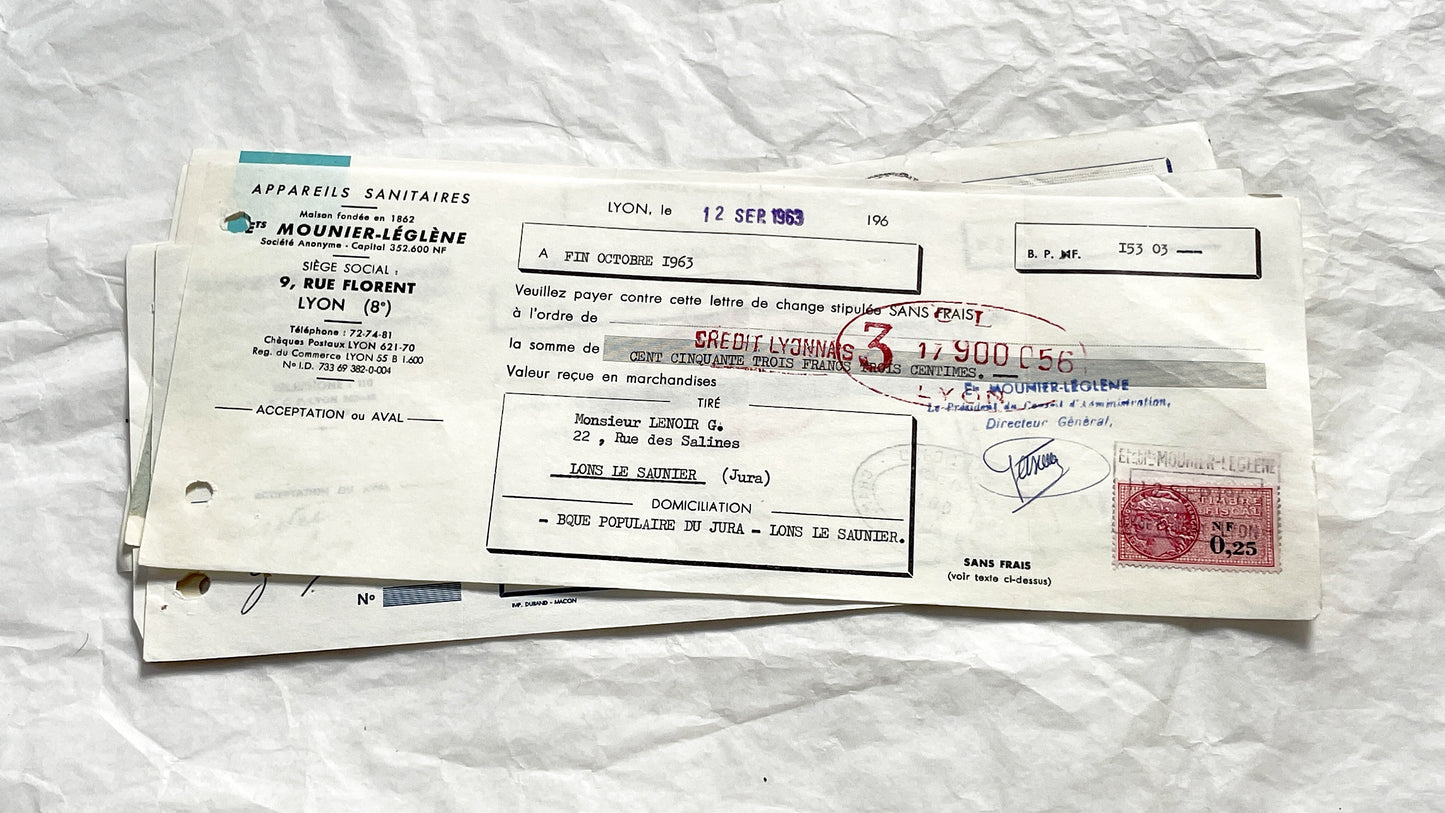 APPAREILS SANITAIRES
Maison fondée en 1862
ETS MOUNIER-LÉGLÈNE
Société Anonyme - Capital 352.600 NF
SIÈGE SOCIAL :
9, RUE FLORENT
LYON (8e)
Téléphone : 72-74-81
Chèques Postaux LYON 621-70
Reg. du Commerce LYON 55 B 1.600
No I.D. 733 69 382-0-004
ACCEPTATION ou AVAL
LYON, le 12 SEP. 1963 196
A FIN OCTOBRE I963
B. P. NF. I53 03 —
Veuillez payer contre cette lettre de change stipulée SANS FRAIS
à l'ordre de
CREDIT LYONNAIS
3 17 900 056
LYON
la somme de CENT CINQUANTE TROIS FRANCS TROIS CENTIMES. —
Valeur reçue en marchandises
TIRÉ
Monsieur LENOIR G.
22 , Rue des Salines
LONS LE SAUNIER (Jura)
DOMICILIATION
- BQUE POPULAIRE DU JURA - LONS LE SAUNIER.
Ets MOUNIER-LÉGLÈNE
Le Président du Conseil d'Administration,
Directeur Général,
SANS FRAIS
(voir texte ci-dessus)
Etabts MOUNIER-LEGLENE
TIMBRE
FISCAL
NF
0,25
No
IMP. DURAND - MACON